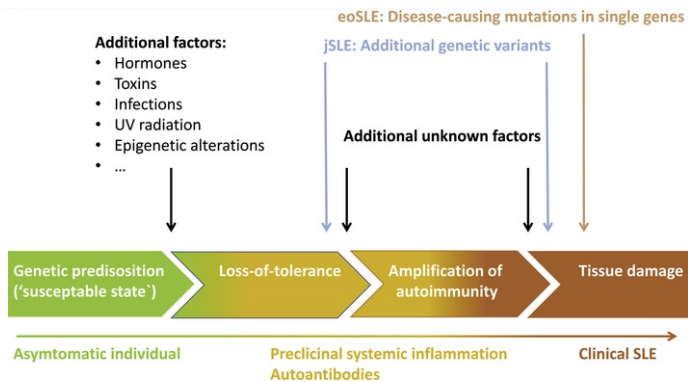 eoSLE: Disease-causing mutations in single genes
jSLE: Additional genetic variants
Additional factors:
• Hormones
• Toxins
• Infections
• UV radiation
• Epigenetic alterations
• ...
Additional unknown factors
Genetic predisosition
('susceptable state`)
Loss-of-tolerance
Amplification of
autoimmunity
Tissue damage
Asymtomatic individual
Preclicinal systemic inflammation
Autoantibodies
Clinical SLE